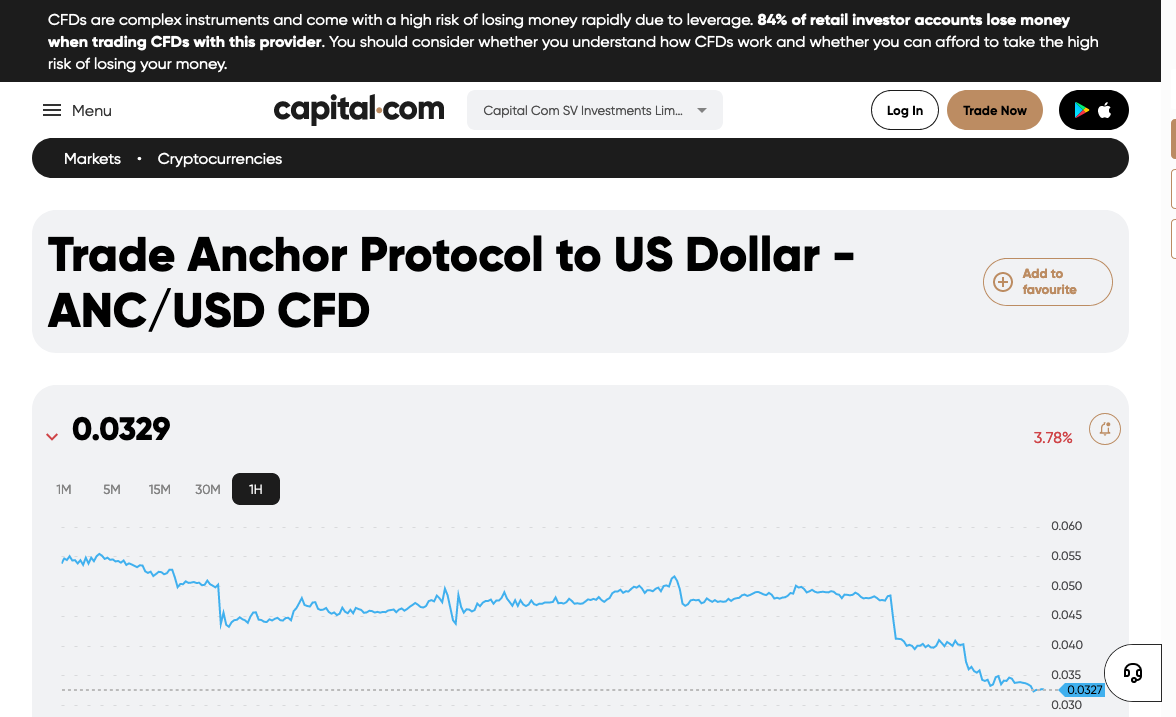 CFDs are complex instruments and come with a high risk of losing money rapidly due to leverage. 84% of retail investor accounts lose money
when trading CFDs with this provider. You should consider whether you understand how CFDs work and whether you can afford to take the high
risk of losing your money.
Menu
capital.com
Capital Com SV Investments Lim...
Log In
Trade Now
Markets • Cryptocurrencies
Trade Anchor Protocol to US Dollar -
ANC/USD CFD
Add to
favourite
0.0329
3.78%
1M 5M 15M 30M 1H
0.060
0.055
0.050
0.045
0.040
0.035
0.0327
0.030